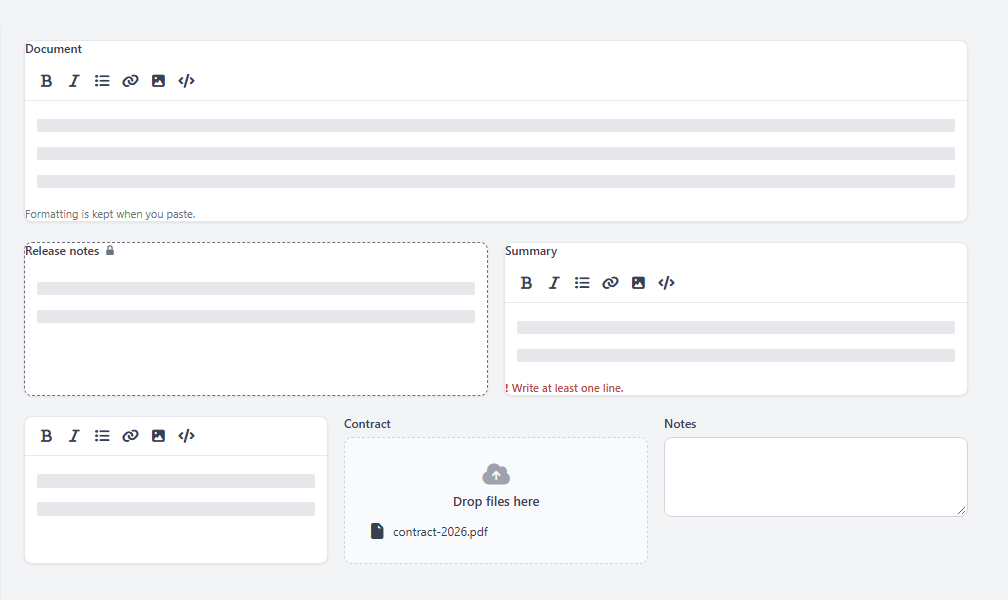 Document
Formatting is kept when you paste.
Release notes
Summary
! Write at least one line.
Contract
Notes
Drop files here
contract-2026.pdf